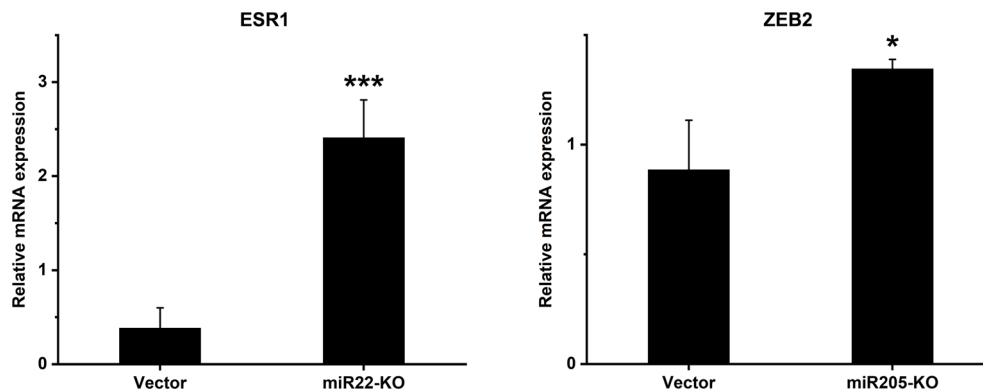 ESR1
Relative mRNA expression
3
2
1
0
***
Vector
miR22-KO
ZEB2
Relative mRNA expression
1
0
*
Vector
miR205-KO